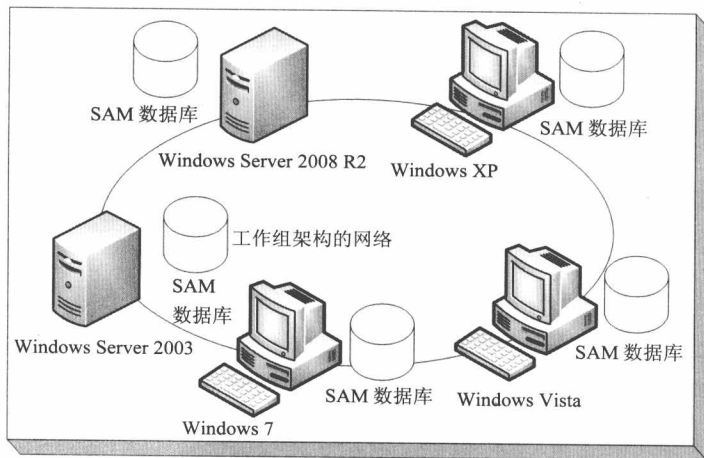 SAM 数据库
Windows Server 2008 R2
SAM 数据库
Windows XP
工作组架构的网络
SAM
数据库
Windows Server 2003
SAM 数据库
Windows 7
SAM 数据库
Windows Vista